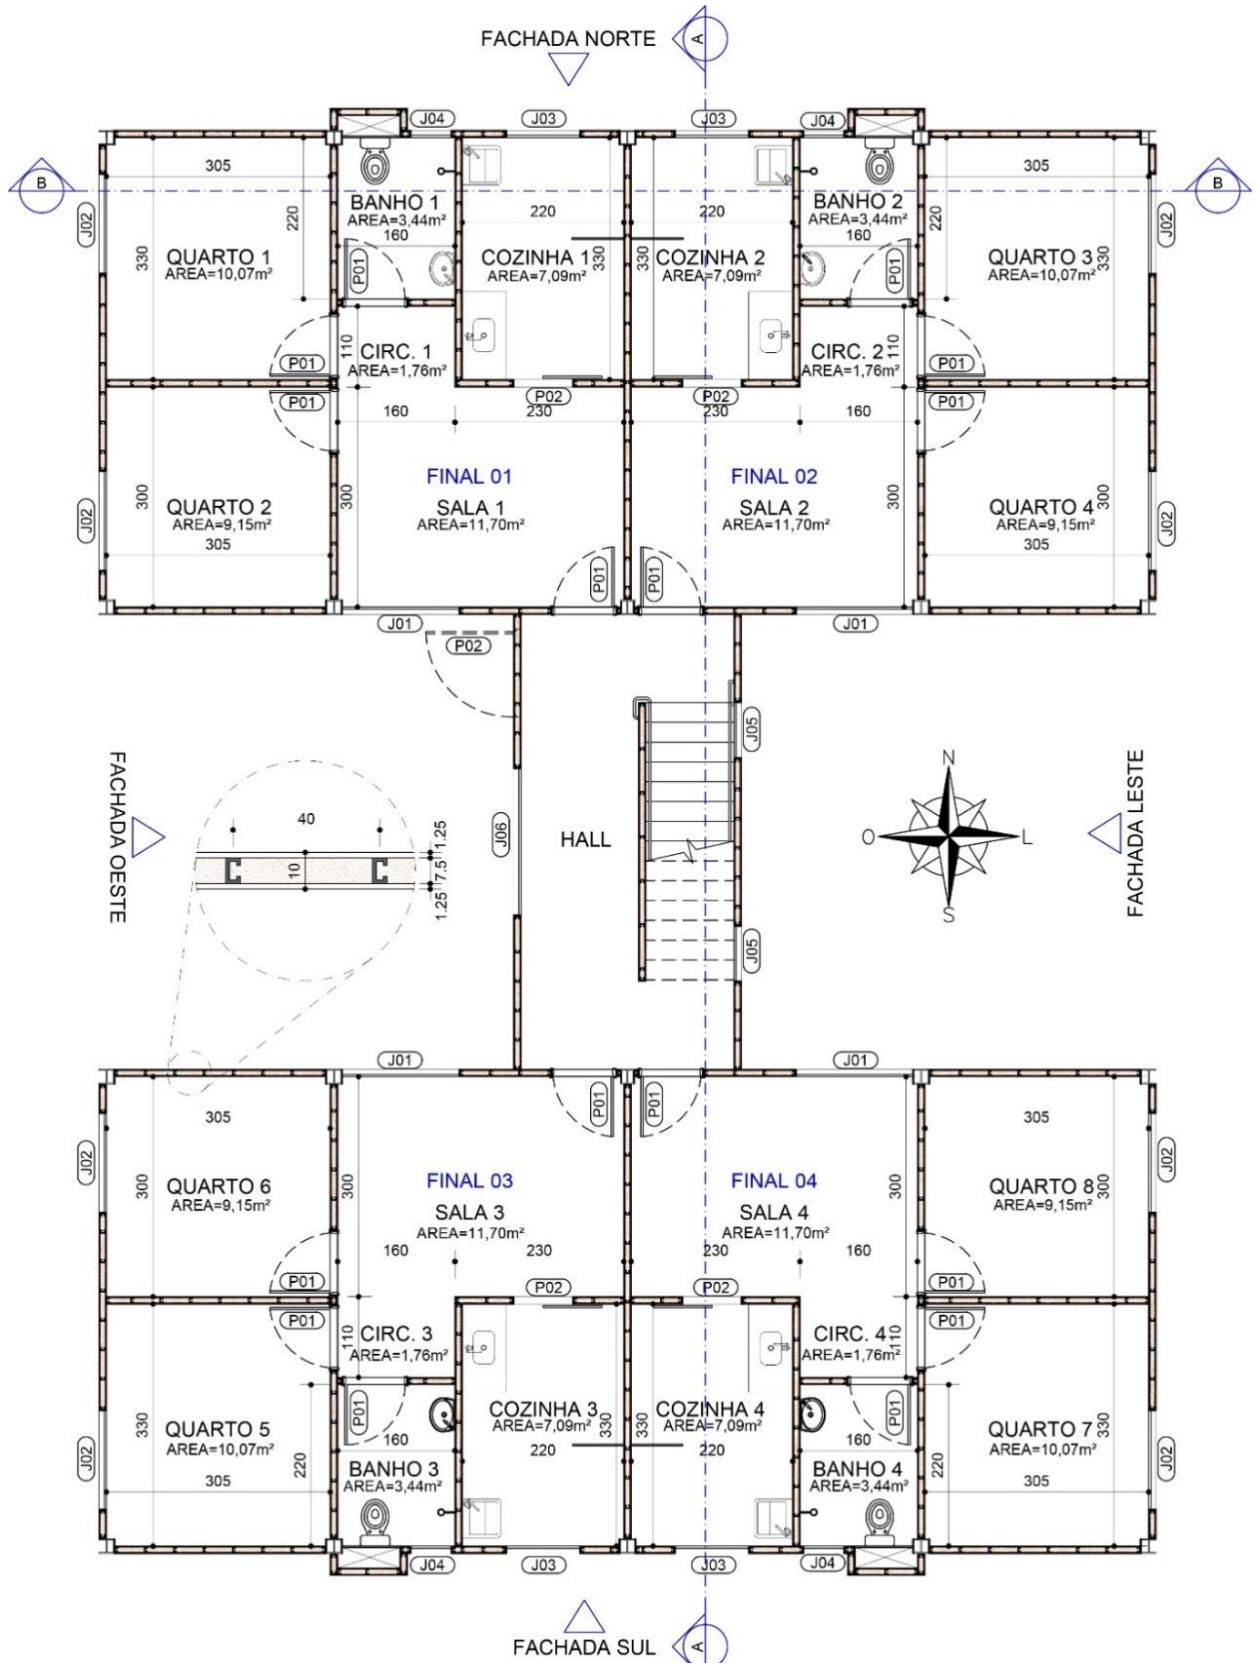 FACHADA NORTE
A
J04
J03
J03
J04
B
B
305
220
330
J02
QUARTO 1
AREA=10,07m²
BANHO 1
AREA=3,44m²
160
P01
220
COZINHA 1
AREA=7,09m²
330
220
COZINHA 2
AREA=7,09m²
330
BANHO 2
AREA=3,44m²
160
P01
220
305
QUARTO 3
AREA=10,07m²
330
J02
P01
110
CIRC. 1
AREA=1,76m²
CIRC. 2
AREA=1,76m²
110
P01
P01
160
P02
230
P02
230
160
P01
J02
300
QUARTO 2
AREA=9,15m²
305
300
FINAL 01
SALA 1
AREA=11,70m²
FINAL 02
SALA 2
AREA=11,70m²
300
QUARTO 4
AREA=9,15m²
305
300
J02
P01
P01
J01
P02
J01
J05
FACHADA OESTE
40
10
1.25
7.5
1.25
J06
HALL
N
O
L
S
FACHADA LESTE
J05
J01
J01
P01
P01
305
J02
300
QUARTO 6
AREA=9,15m²
300
FINAL 03
SALA 3
AREA=11,70m²
160
230
FINAL 04
SALA 4
AREA=11,70m²
230
160
300
305
QUARTO 8
AREA=9,15m²
300
J02
P01
P02
P02
P01
P01
110
CIRC. 3
AREA=1,76m²
CIRC. 4
AREA=1,76m²
110
P01
J02
330
QUARTO 5
AREA=10,07m²
305
220
P01
160
BANHO 3
AREA=3,44m²
COZINHA 3
AREA=7,09m²
220
330
COZINHA 4
AREA=7,09m²
220
330
P01
160
BANHO 4
AREA=3,44m²
220
QUARTO 7
AREA=10,07m²
305
330
J02
J04
J03
J03
J04
FACHADA SUL
A